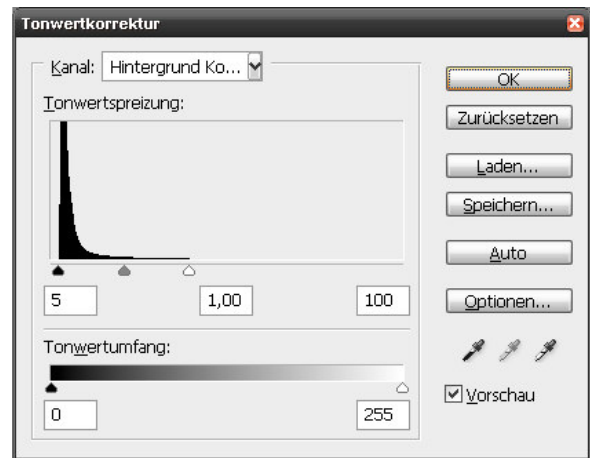 Tonwertkorrektur
Kanal: Hintergrund Ko...
OK
Tonwertspreizung:
Zurücksetzen
Laden...
Speichern...
Auto
5 1,00 100
Optionen...
Tonwertumfang:
Vorschau
0 255